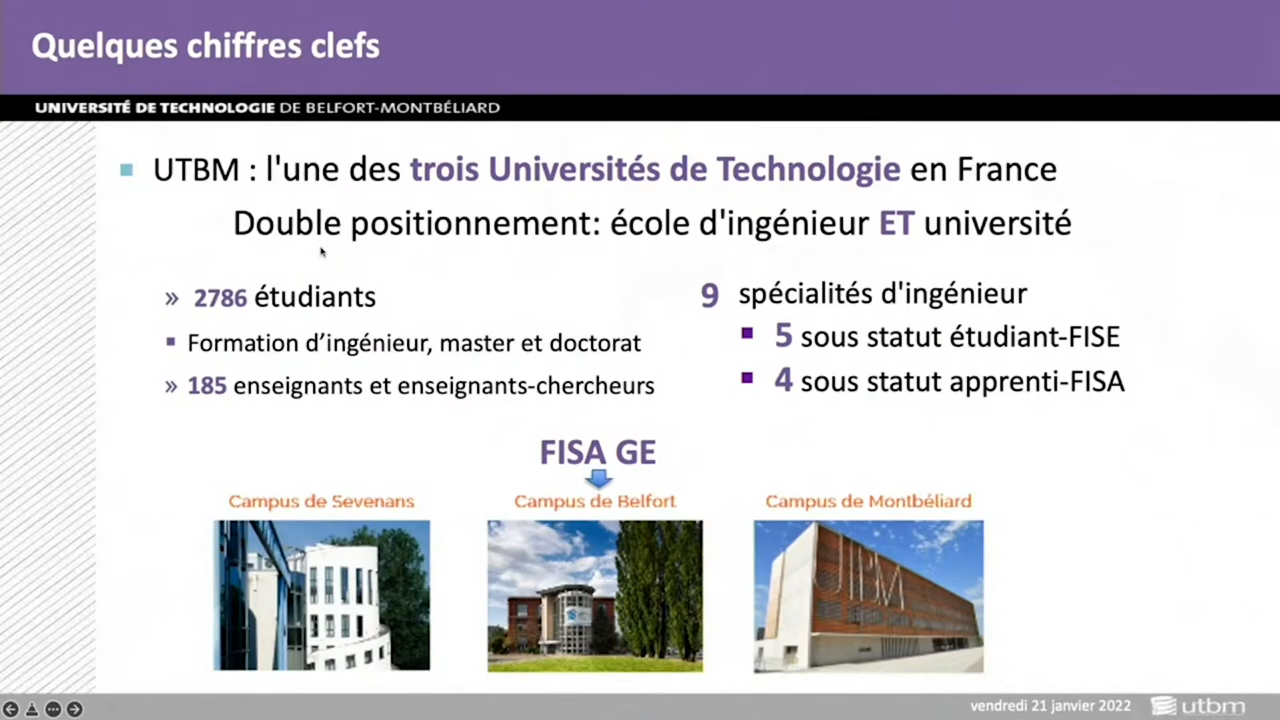 Quelques chiffres clefs
UNIVERSITÉ DE TECHNOLOGIE DE BELFORT-MONTBÉLIARD
UTBM : l'une des trois Universités de Technologie en France
Double positionnement: école d'ingénieur ET université
» 2786 étudiants
Formation d’ingénieur, master et doctorat
» 185 enseignants et enseignants-chercheurs
9 spécialités d'ingénieur
5 sous statut étudiant-FISE
4 sous statut apprenti-FISA
FISA GE
Campus de Sevenans
Campus de Belfort
Campus de Montbéliard
UTBM
vendredi 21 janvier 2022
utbm